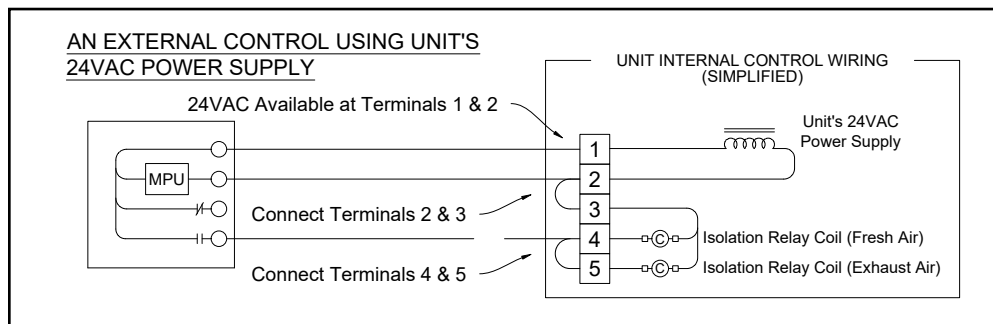 AN EXTERNAL CONTROL USING UNIT'S
24VAC POWER SUPPLY
UNIT INTERNAL CONTROL WIRING
(SIMPLIFIED)
24VAC Available at Terminals 1 & 2
Unit's 24VAC
Power Supply
1
MPU
2
Connect Terminals 2 & 3
3
4
C
Isolation Relay Coil (Fresh Air)
Connect Terminals 4 & 5
5
C
Isolation Relay Coil (Exhaust Air)